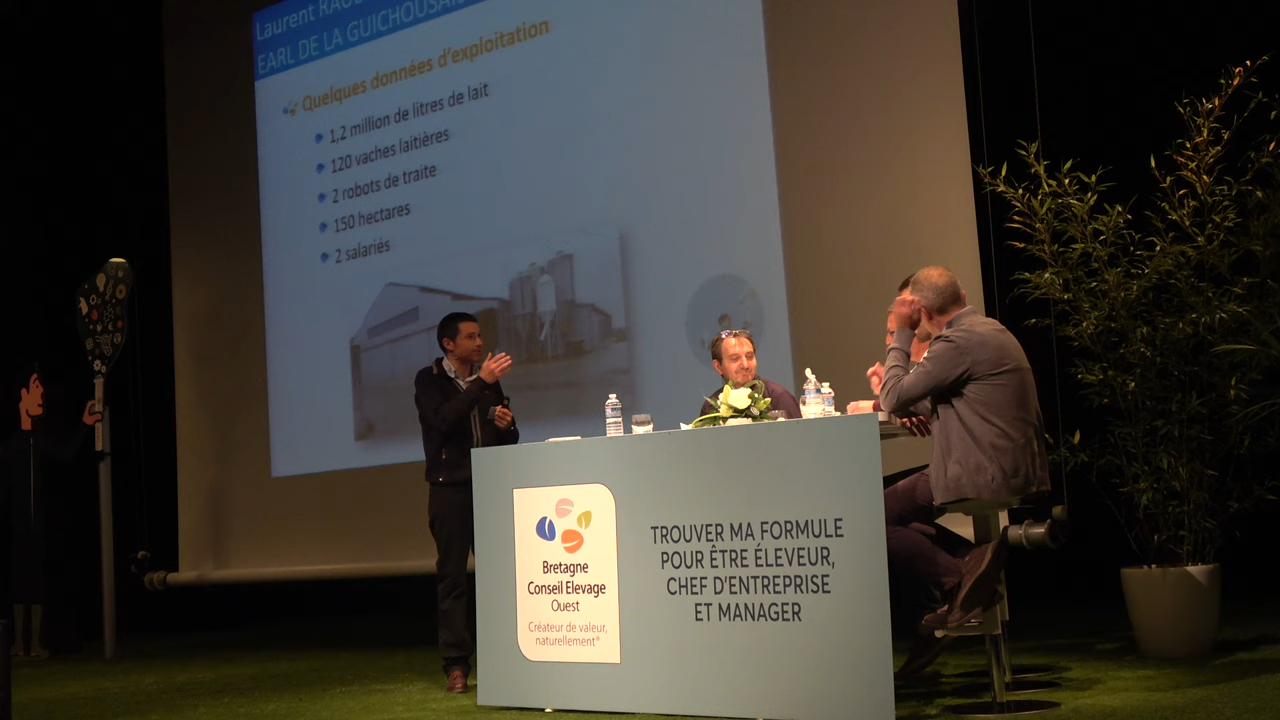 Laurent
EARL DE LA GUICHOUSAI
Quelques données d'exploitation
1,2 million de litres de lait
120 vaches laitières
2 robots de traite
150 hectares
2 salariés
Bretagne
Conseil Elevage
Ouest
Créateur de valeur,
naturellement®
TROUVER MA FORMULE
POUR ÊTRE ÉLEVEUR,
CHEF D'ENTREPRISE
ET MANAGER